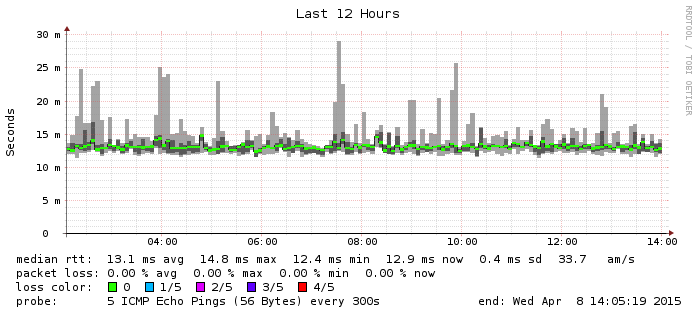 Last 12 Hours
RRDTOOL / TOBI OETIKER
Seconds
30 m
25 m
20 m
15 m
10 m
5 m
0
04:00 06:00 08:00 10:00 12:00 14:00
median rtt: 13.1 ms avg 14.8 ms max 12.4 ms min 12.9 ms now 0.4 ms sd 33.7 am/s
packet loss: 0.00 % avg 0.00 % max 0.00 % min 0.00 % now
loss color: 0 1/5 2/5 3/5 4/5
probe: 5 ICMP Echo Pings (56 Bytes) every 300s end: Wed Apr 8 14:05:19 2015